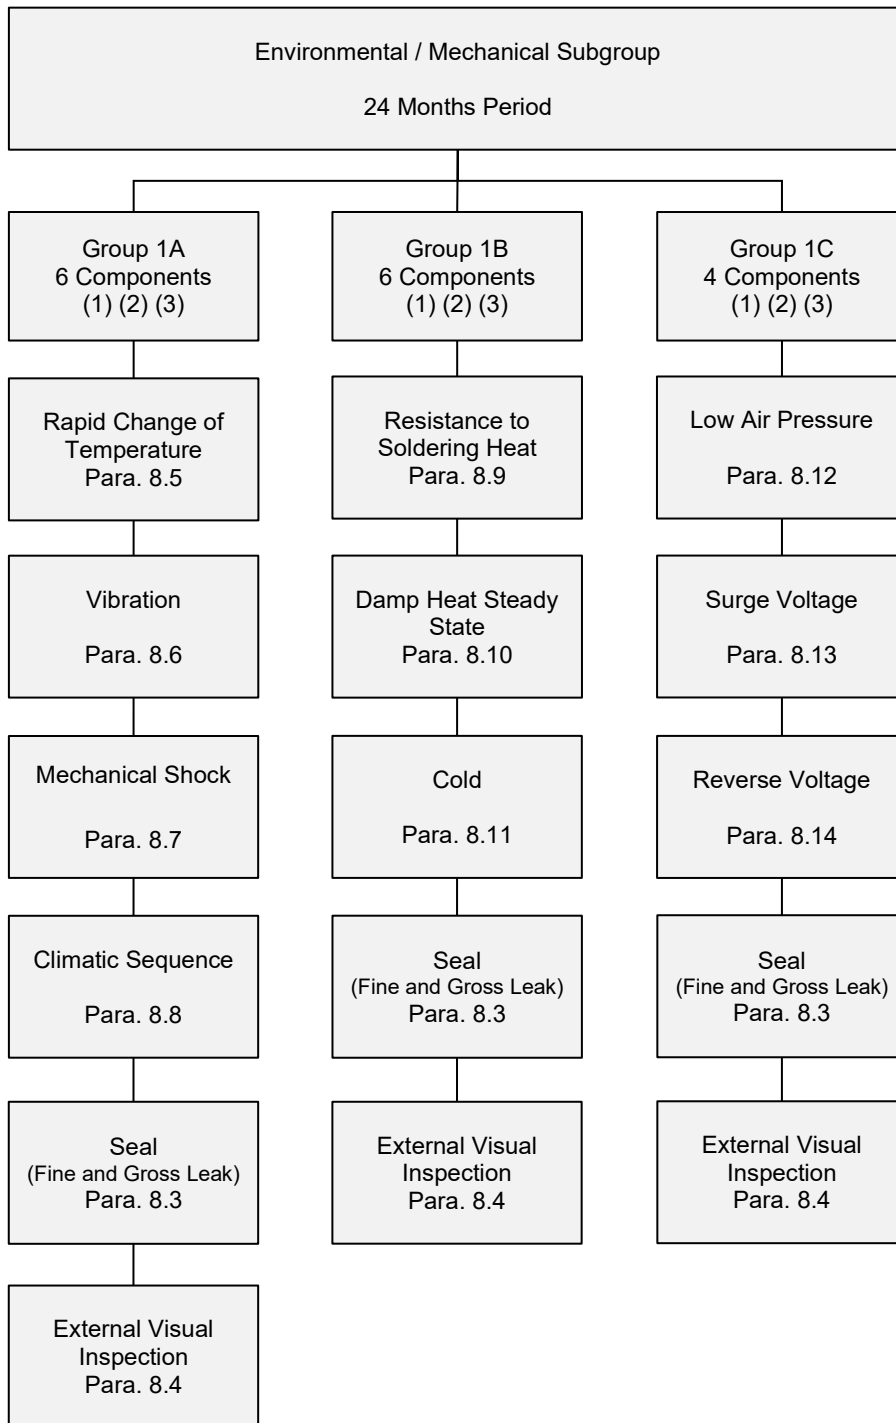 Environmental / Mechanical Subgroup
24 Months Period
Group 1A
6 Components
(1) (2) (3)
Group 1B
6 Components
(1) (2) (3)
Group 1C
4 Components
(1) (2) (3)
Rapid Change of
Temperature
Para. 8.5
Resistance to
Soldering Heat
Para. 8.9
Low Air Pressure
Para. 8.12
Vibration
Para. 8.6
Damp Heat Steady
State
Para. 8.10
Surge Voltage
Para. 8.13
Mechanical Shock
Para. 8.7
Cold
Para. 8.11
Reverse Voltage
Para. 8.14
Climatic Sequence
Para. 8.8
Seal
(Fine and Gross Leak)
Para. 8.3
Seal
(Fine and Gross Leak)
Para. 8.3
Seal
(Fine and Gross Leak)
Para. 8.3
External Visual
Inspection
Para. 8.4
External Visual
Inspection
Para. 8.4
External Visual
Inspection
Para. 8.4